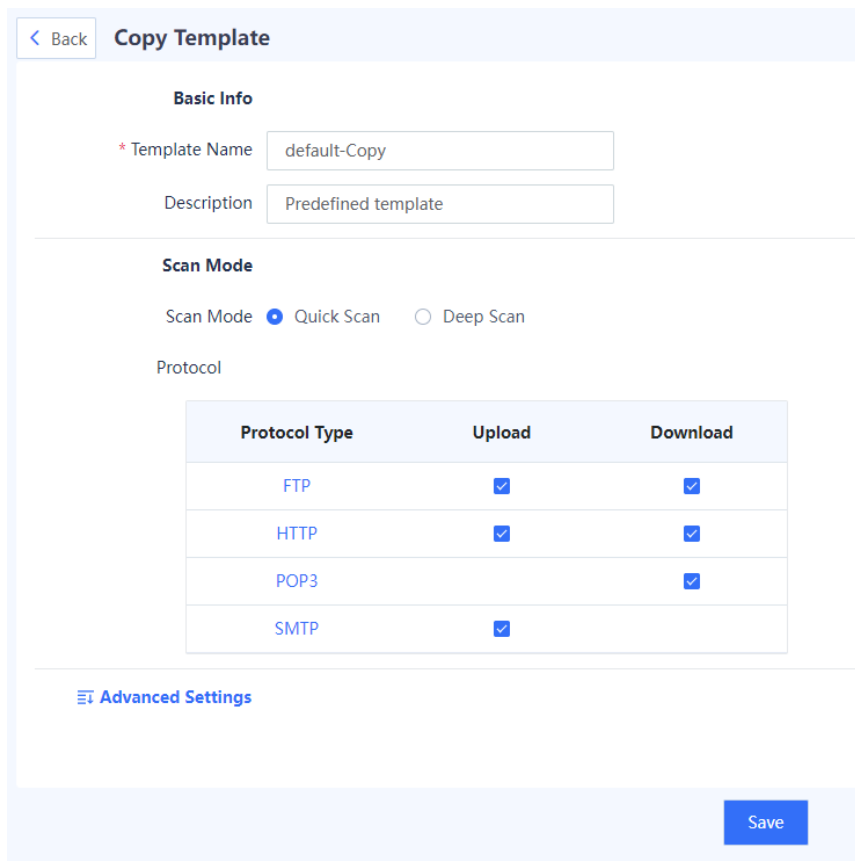 Back Copy Template
Basic Info
* Template Name default-Copy
Description Predefined template
Scan Mode
Scan Mode Quick Scan Deep Scan
Protocol
Protocol Type Upload Download
FTP
HTTP
POP3
SMTP
Advanced Settings
Save